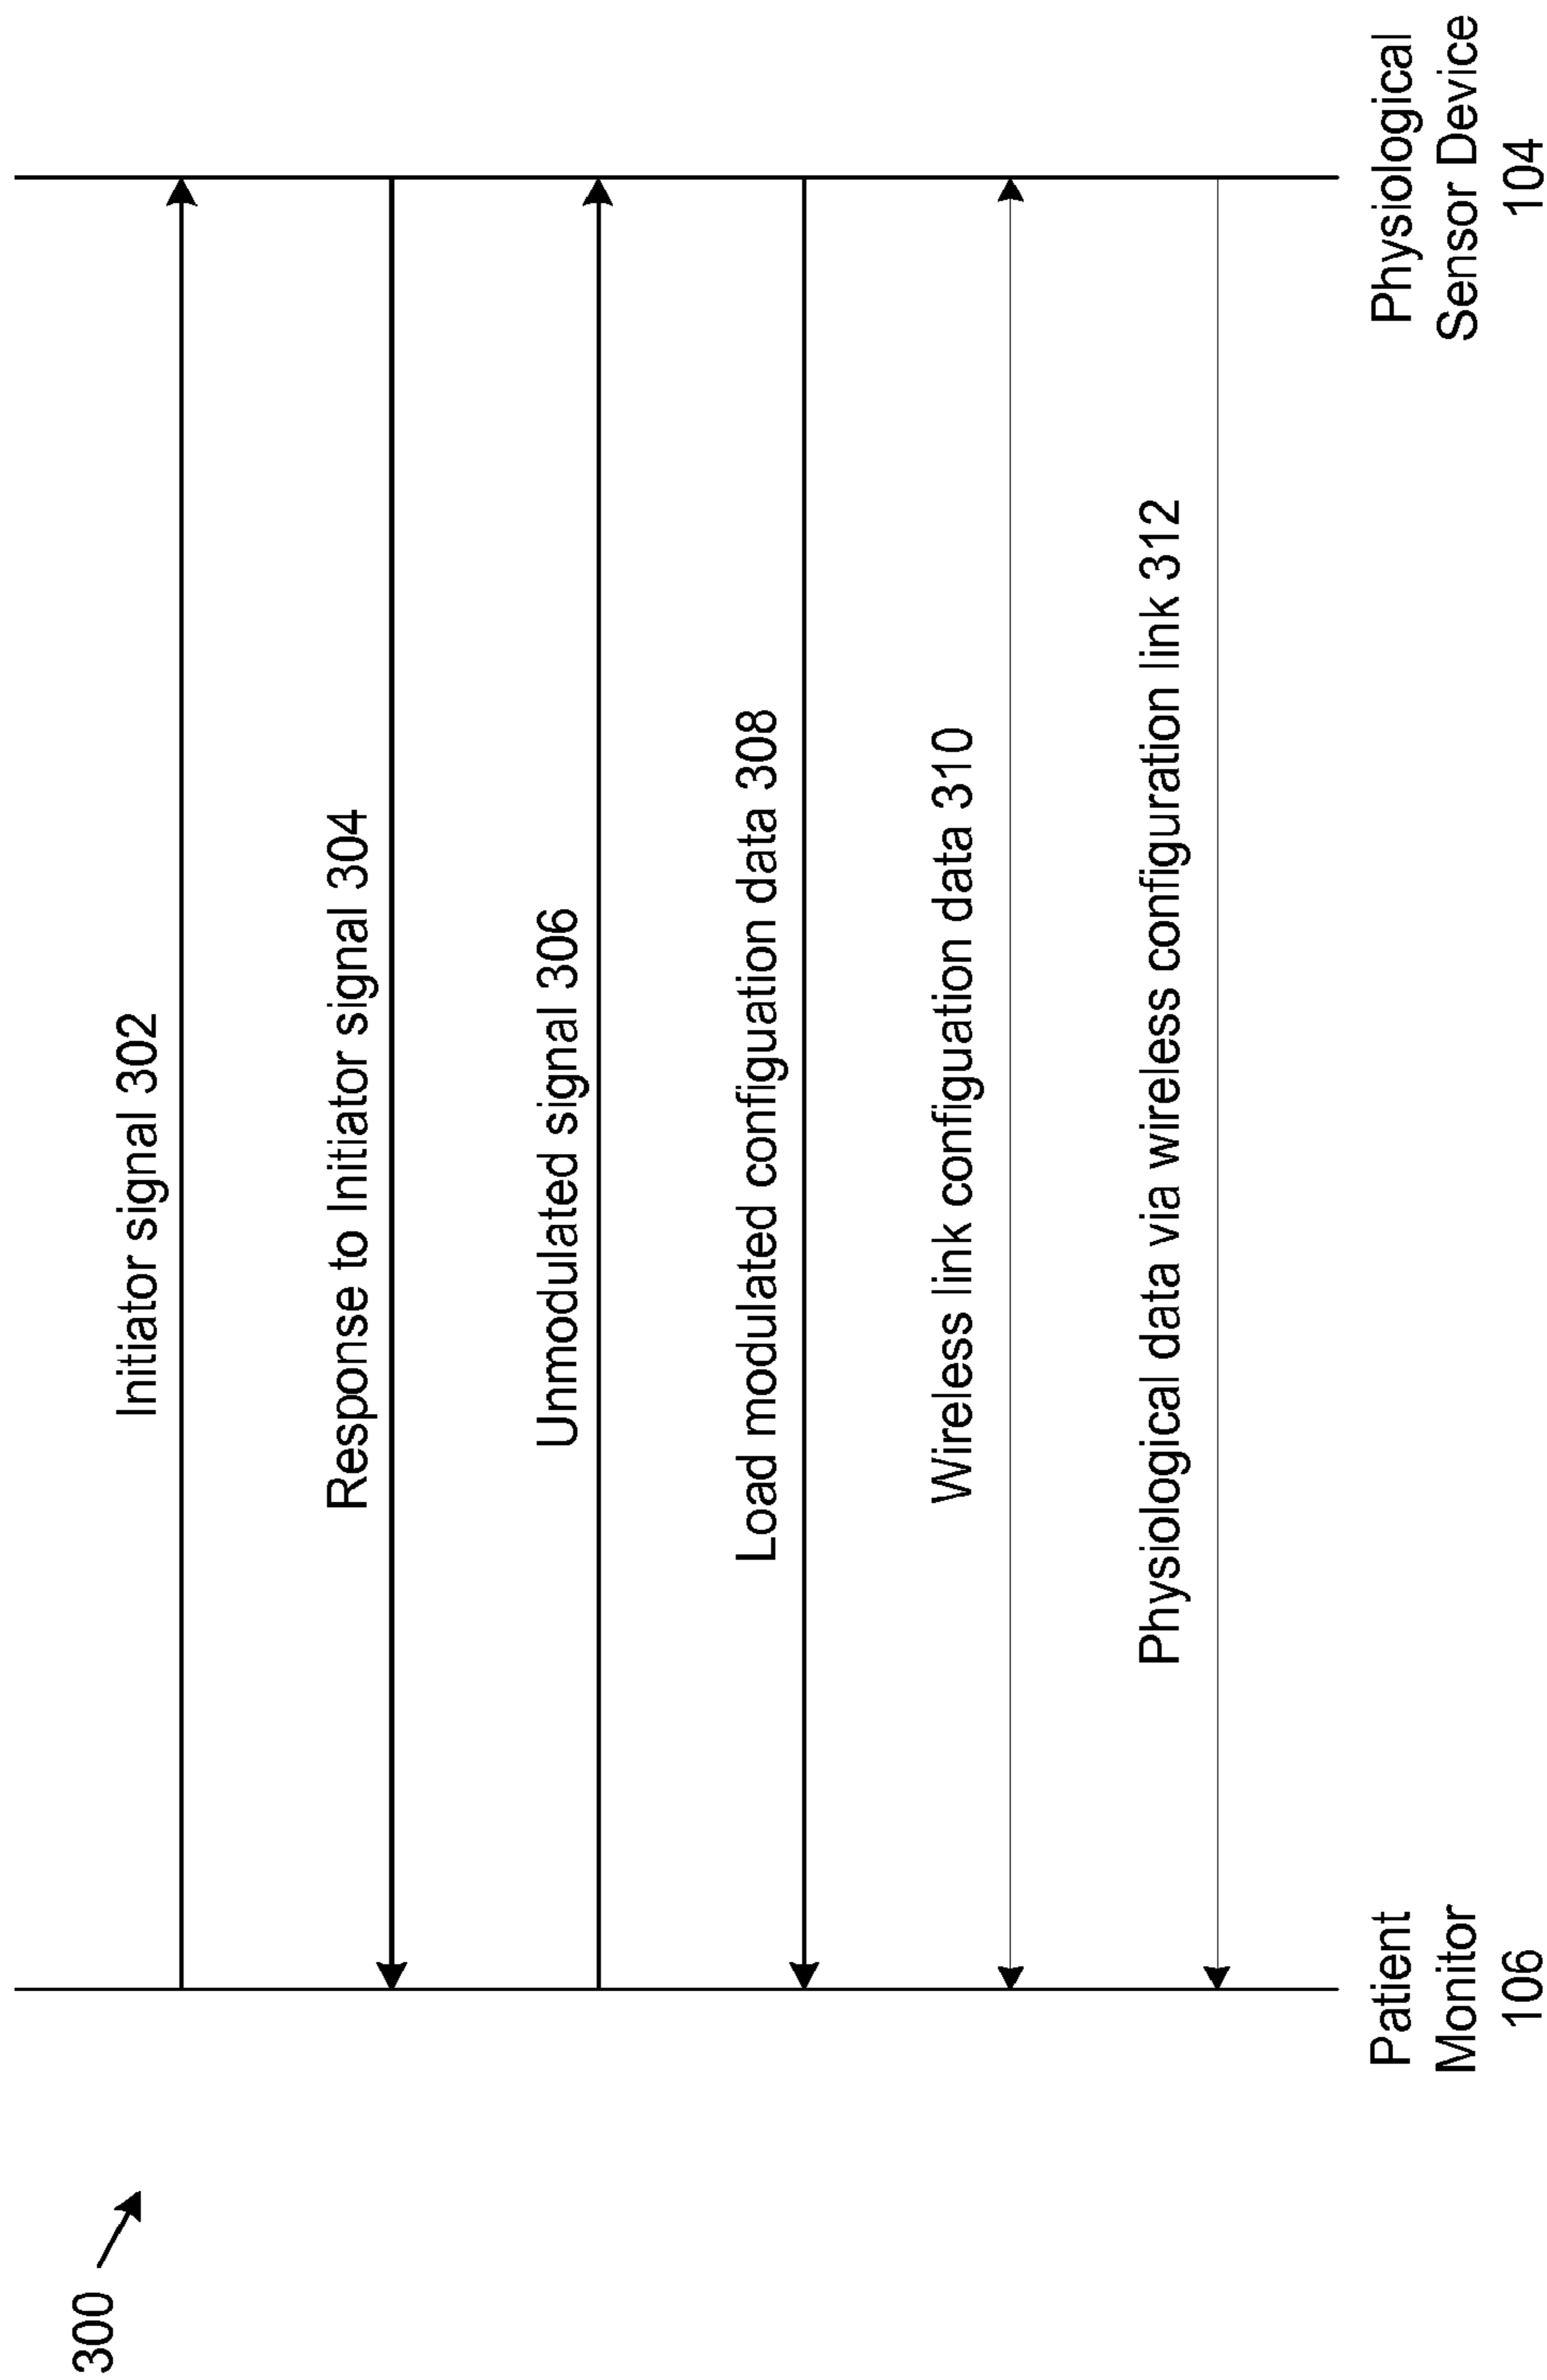 300
Initiator signal 302
Response to Initiator signal 304
Unmodulated signal 306
Load modulated configuation data 308
Wireless link configuation data 310
Physiological data via wireless configuration link 312
Patient
Monitor
106
Physiological
Sensor Device
104